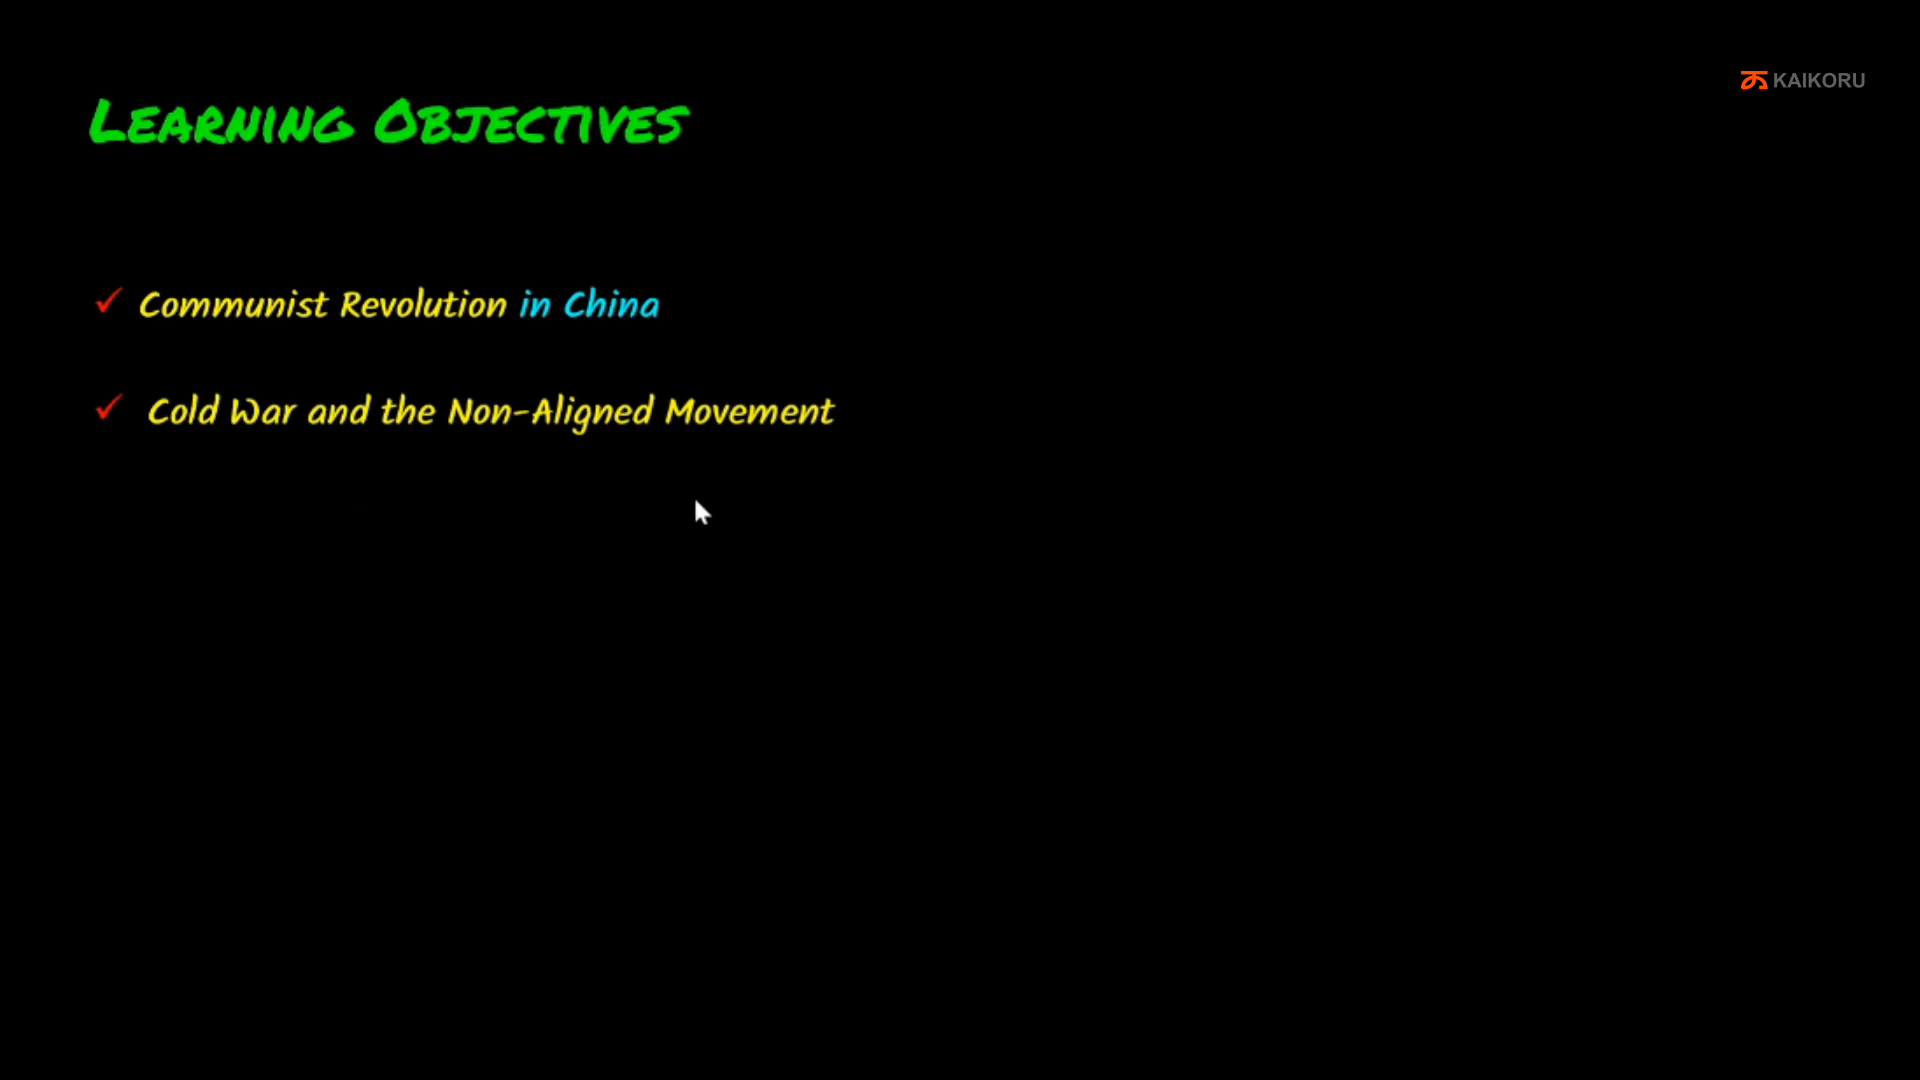 KAIKORU
LEARNING OBJECTIVES
✓ Communist Revolution in China
✓ Cold War and the Non-Aligned Movement